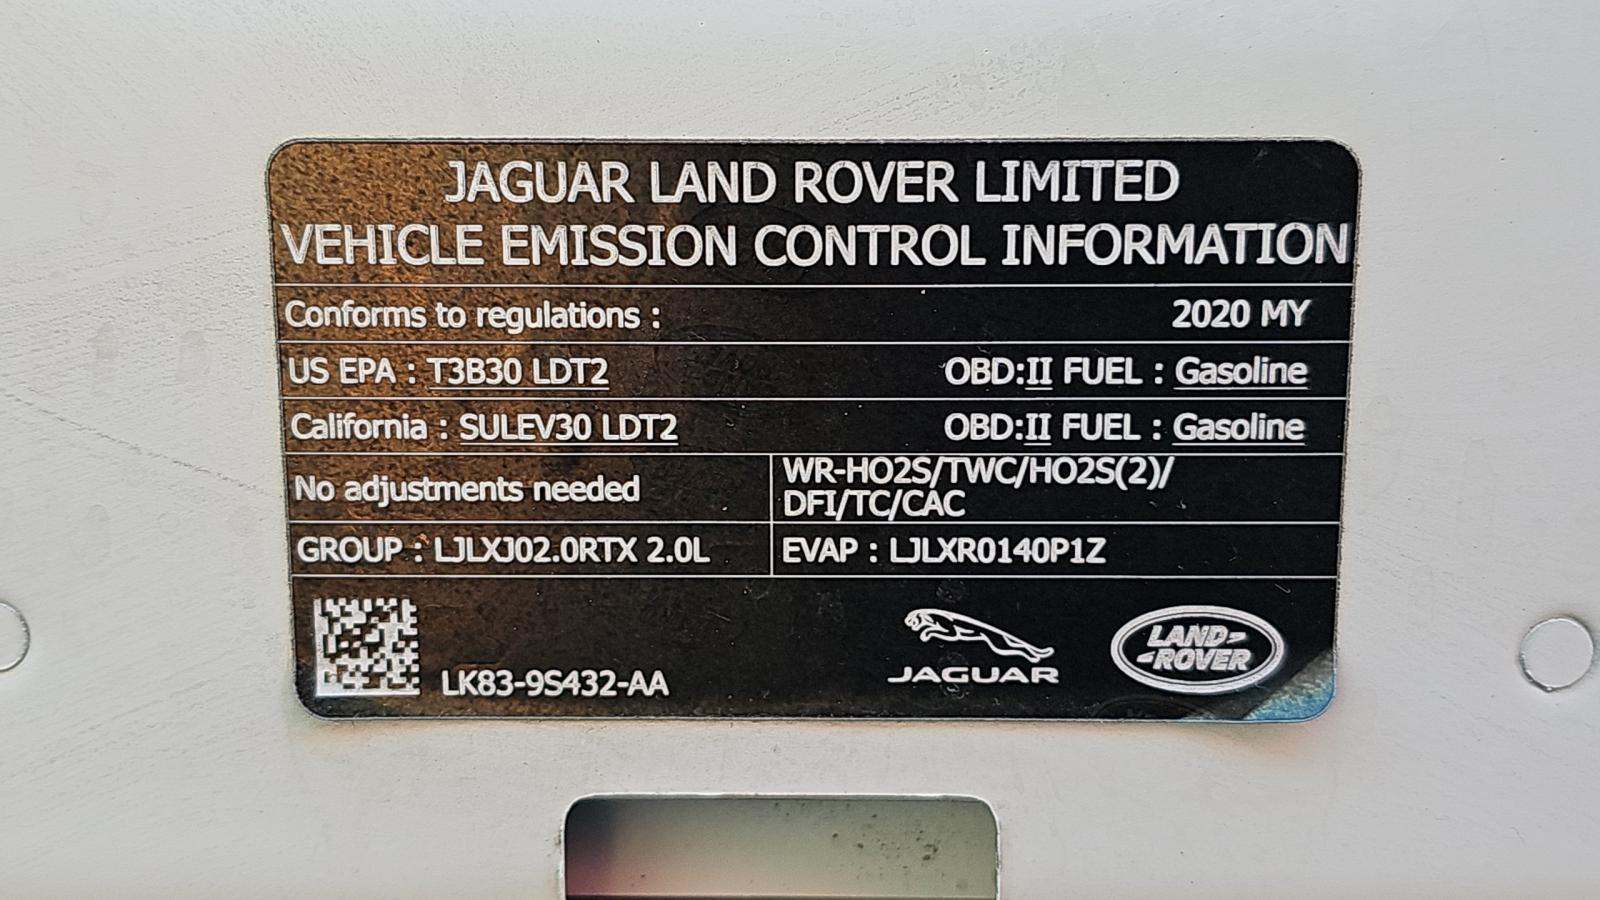 JAGUAR LAND ROVER LIMITED
VEHICLE EMISSION CONTROL INFORMATION
Conforms to regulations : 2020 MY
US EPA : T3B30 LDT2 OBD:II FUEL : Gasoline
California : SULEV30 LDT2 OBD:II FUEL : Gasoline
No adjustments needed
WR-HO2S/TWC/HO2S(2)/
DFI/TC/CAC
GROUP : LJLXJ02.0RTX 2.0L EVAP : LJLXR0140P1Z
LK83-9S432-AA
JAGUAR
LAND-
-ROVER